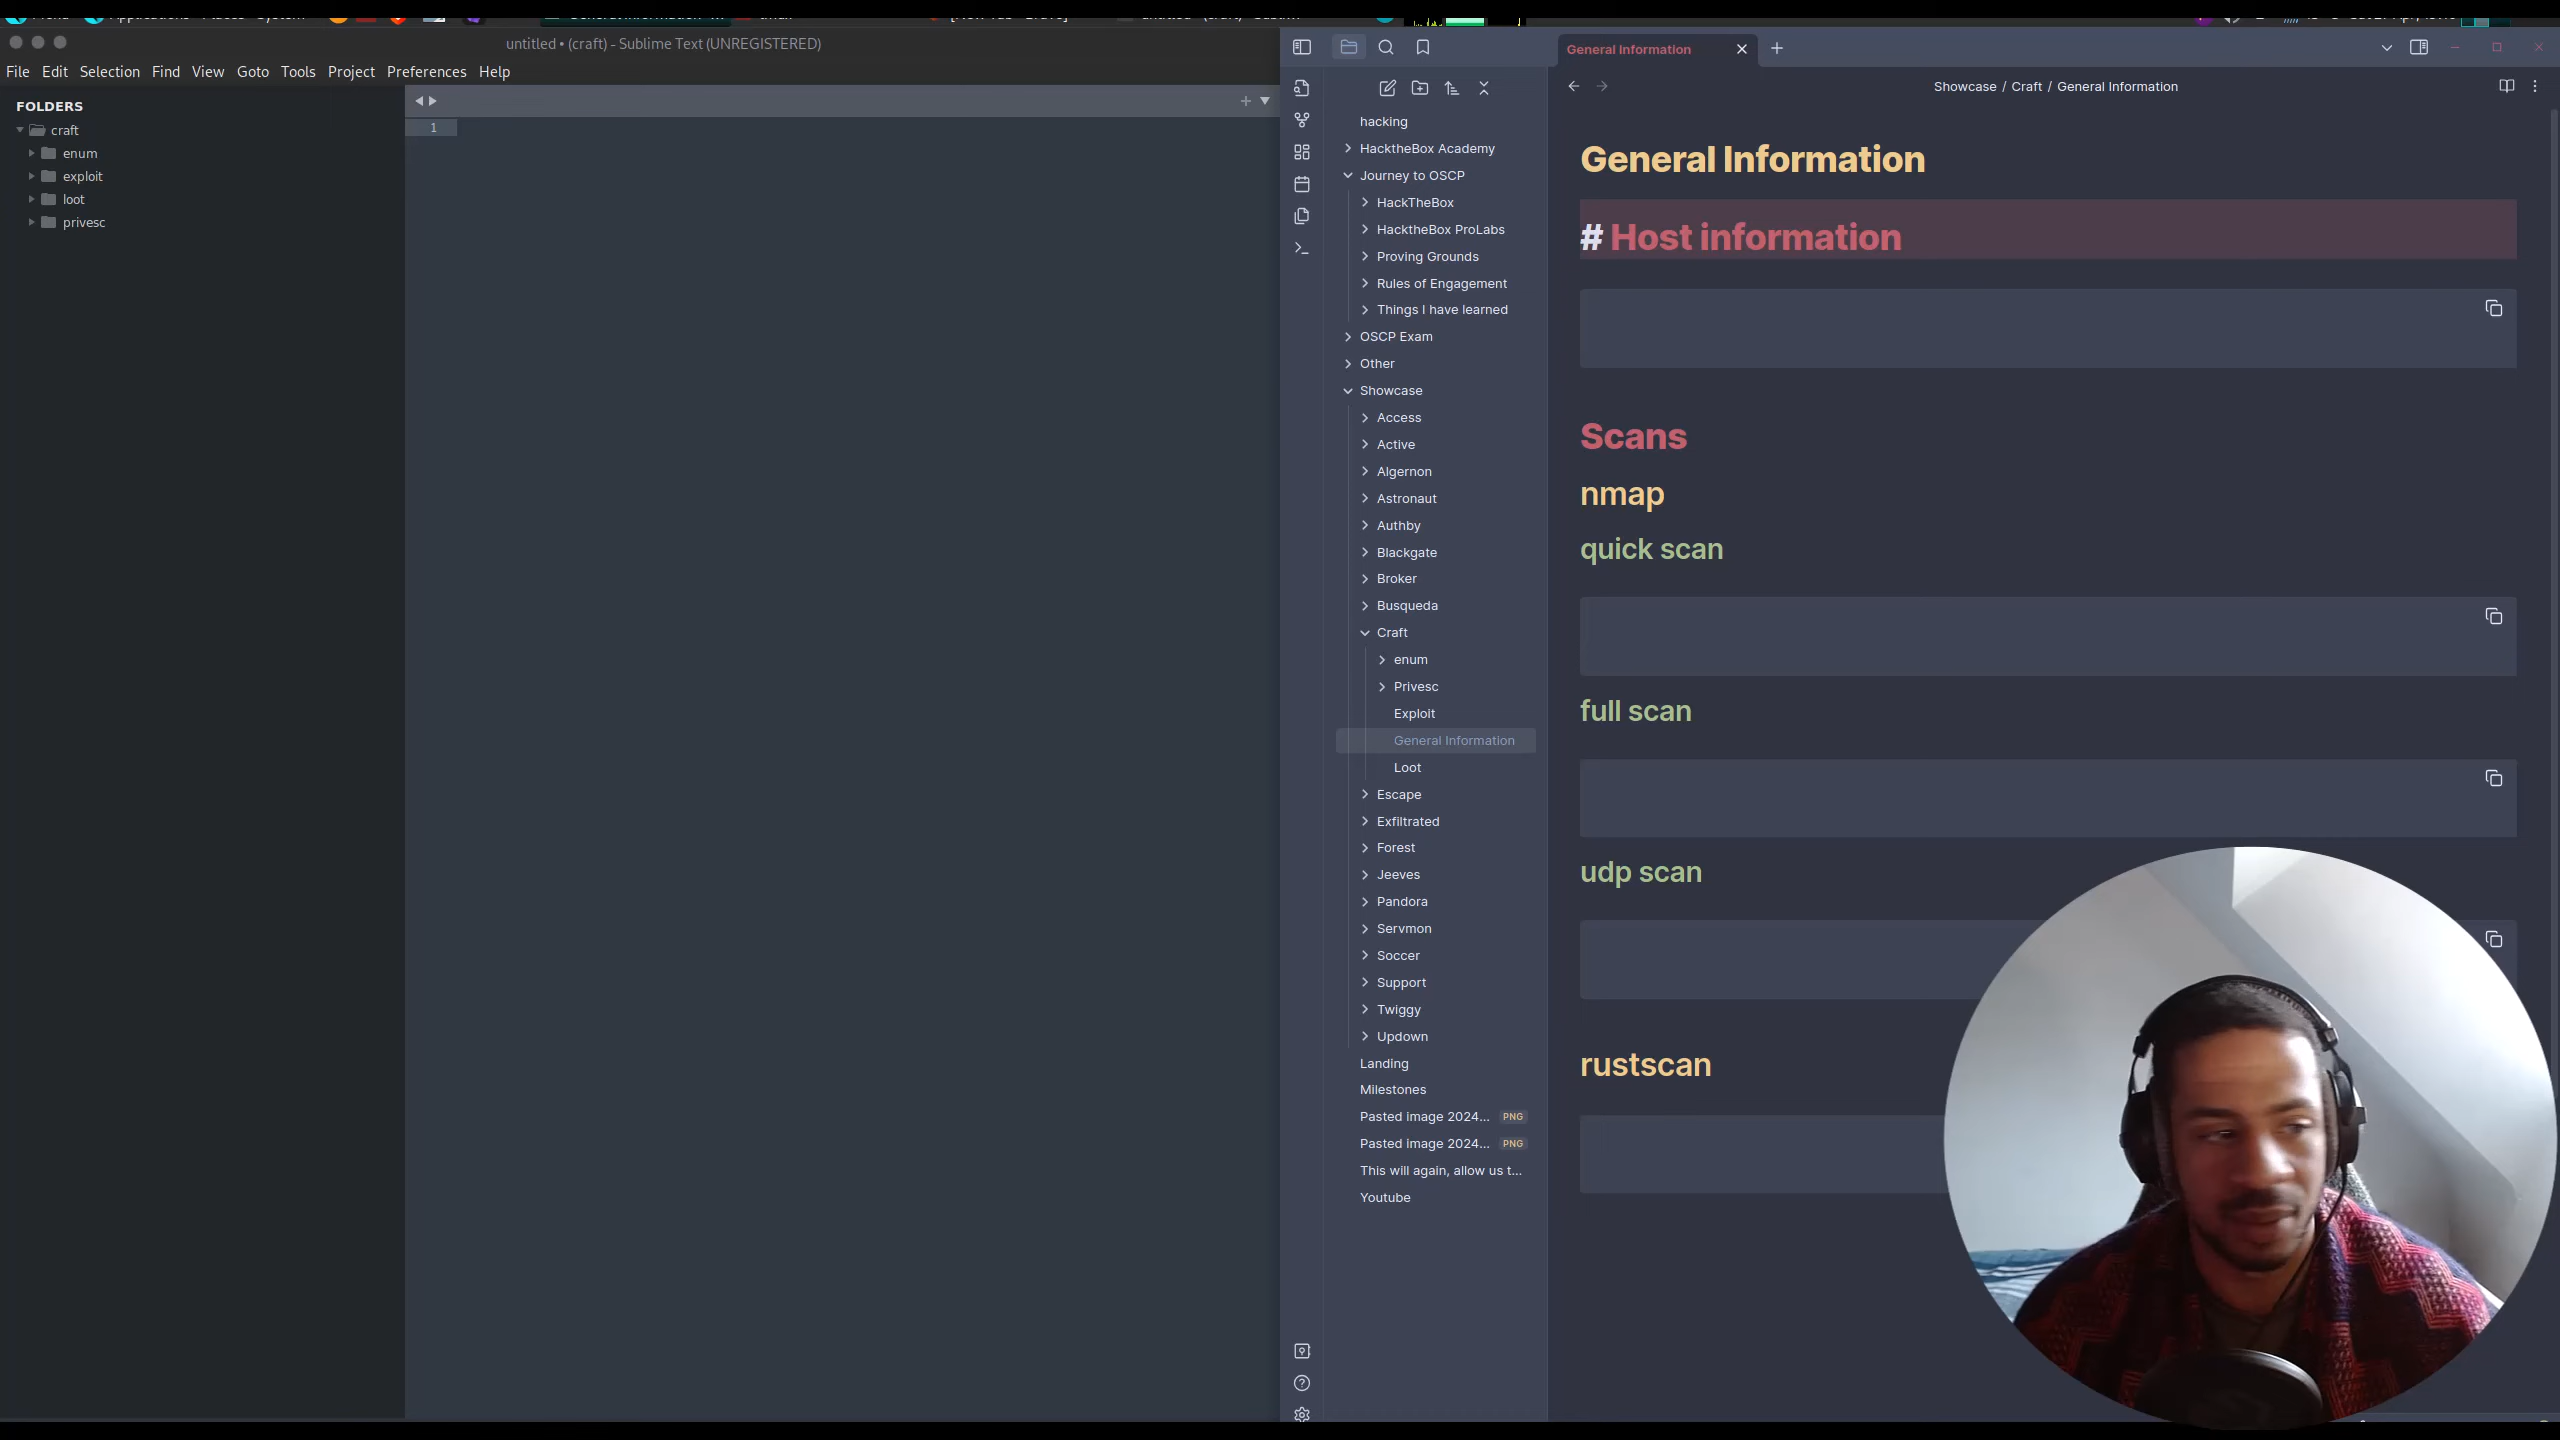 untitled • (craft) - Sublime Text (UNREGISTERED)
File Edit Selection Find View Goto Tools Project Preferences Help
FOLDERS
craft
enum
exploit
loot
privesc
1
General Information
Showcase / Craft / General Information
hacking
HacktheBox Academy
Journey to OSCP
HackTheBox
HacktheBox ProLabs
Proving Grounds
Rules of Engagement
Things I have learned
OSCP Exam
Other
Showcase
Access
Active
Algernon
Astronaut
Authby
Blackgate
Broker
Busqueda
Craft
enum
Privesc
Exploit
General Information
Loot
Escape
Exfiltrated
Forest
Jeeves
Pandora
Servmon
Soccer
Support
Twiggy
Updown
Landing
Milestones
Pasted image 2024... PNG
Pasted image 2024... PNG
This will again, allow us t...
Youtube
General Information
# Host information
Scans
nmap
quick scan
full scan
udp scan
rustscan